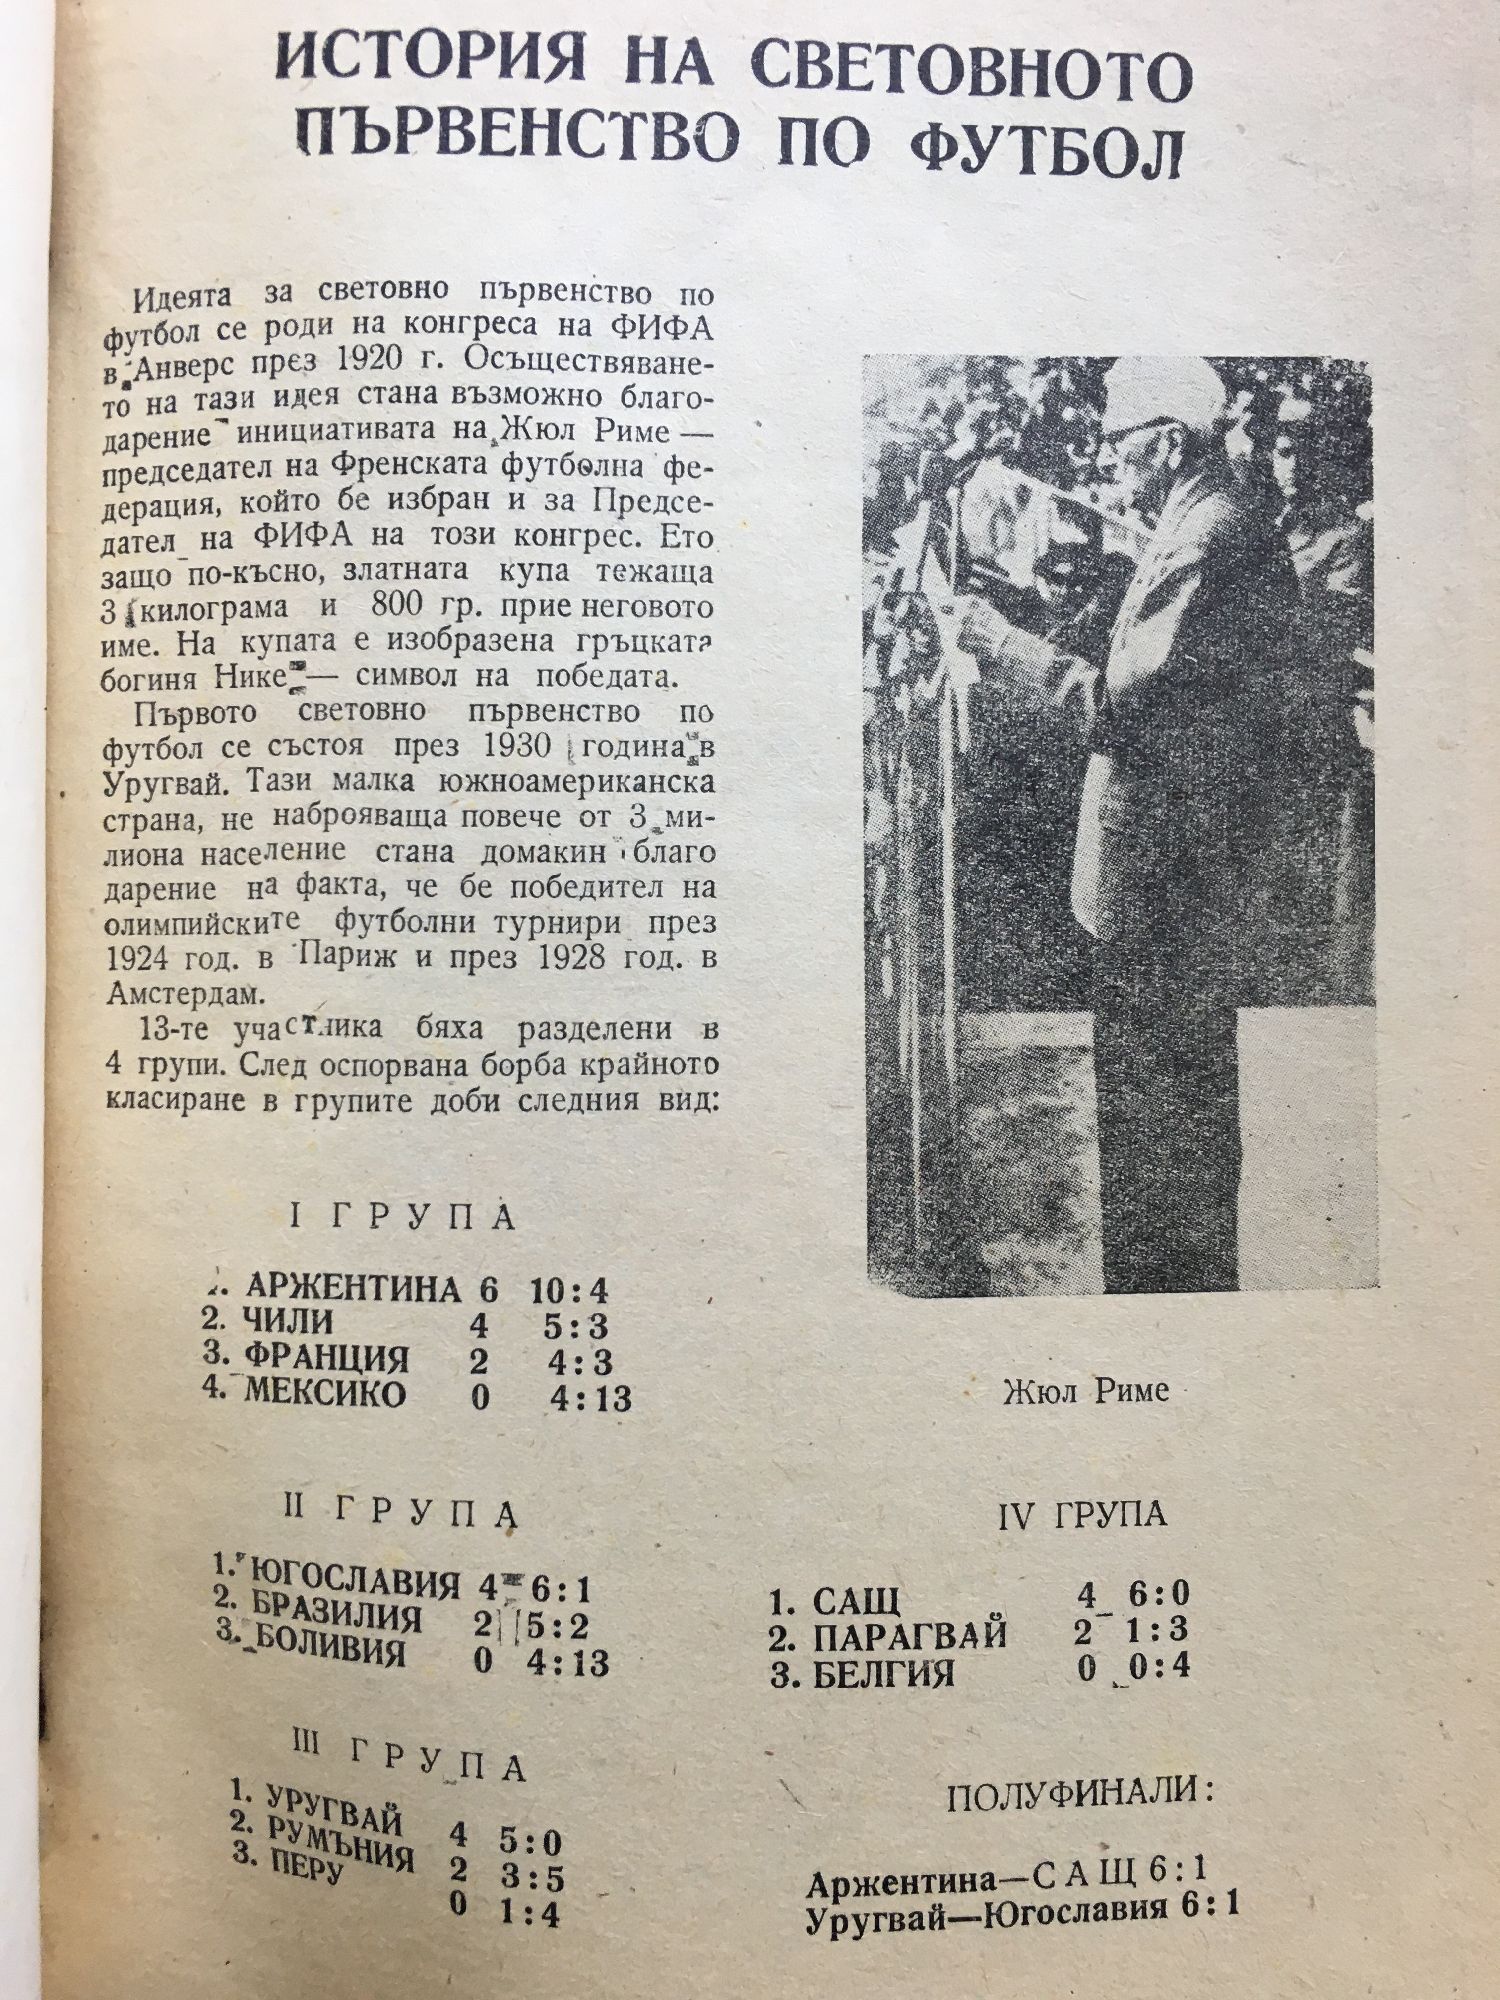 ИСТОРИЯ НА СВЕТОВНОТО
ПЪРВЕНСТВО ПО ФУТБОЛ
Идеята за световно първенство по
футбол се роди на конгреса на ФИФА
в Анверс през 1920 г. Осъществяване-
то на тази идея стана възможно благо-
дарение инициативата на Жюл Риме —
председател на Френската футболна фе-
дерация, който бе избран и за Предсе-
дател на ФИФА на този конгрес. Ето
защо по-късно, златната купа тежаща
3 килограма и 800 гр. прие неговото
име. На купата е изобразена гръцката
богиня Нике — символ на победата.
Първото световно първенство по
футбол се състоя през 1930 година в
Уругвай. Тази малка южноамериканска
страна, не наброяваща повече от 3 ми-
лиона население стана домакин благо
дарение на факта, че бе победител на
олимпийските футболни турнири през
1924 год. в Париж и през 1928 год. в
Амстердам.
13-те участника бяха разделени в
4 групи. След оспорвана борба крайното
класиране в групите доби следния вид:
I ГРУПА
1. АРЖЕНТИНА 6 10:4
2. ЧИЛИ 4 5:3
3. ФРАНЦИЯ 2 4:3
4. МЕКСИКО 0 4:13
II ГРУПА
1. ЮГОСЛАВИЯ 4 6:1
2. БРАЗИЛИЯ 2 5:2
3. БОЛИВИЯ 0 4:13
III ГРУПА
1. УРУГВАЙ 4 5:0
2. РУМЪНИЯ 2 3:5
3. ПЕРУ 0 1:4
Жюл Риме
IV ГРУПА
1. САЩ 4 6:0
2. ПАРАГВАЙ 2 1:3
3. БЕЛГИЯ 0 0:4
ПОЛУФИНАЛИ:
Аржентина—САЩ 6:1
Уругвай—Югославия 6:1